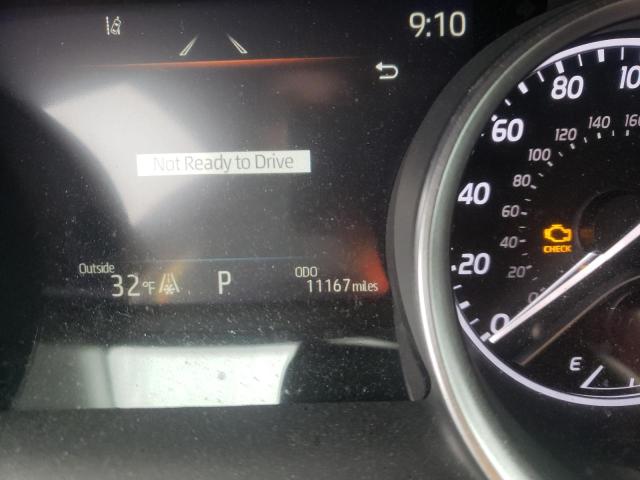 9:10
Not Ready to Drive
Outside 32°F P ODO 11167 miles
0 20 40 60 80
0 20 40 60 80 100 120 140
CHECK
E